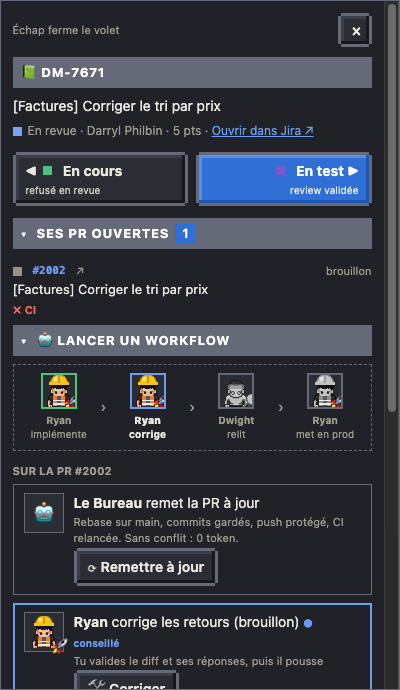 Échap ferme le volet
×
DM-7671
[Factures] Corriger le tri par prix
En revue · Darryl Philbin · 5 pts · Ouvrir dans Jira ↗
◀ En cours
refusé en revue
En test ▶
review validée
▾ SES PR OUVERTES 1
#2002 ↗ brouillon
[Factures] Corriger le tri par prix
× CI
▾ LANCER UN WORKFLOW
Ryan implémente
› Ryan corrige
› Dwight relit
› Ryan met en prod
SUR LA PR #2002
Le Bureau remet la PR à jour
Rebase sur main, commits gardés, push protégé, CI
relancée. Sans conflit : 0 token.
⟳ Remettre à jour
Ryan corrige les retours (brouillon) ●
conseillé
Tu valides le diff et ses réponses, puis il pousse
Corriger